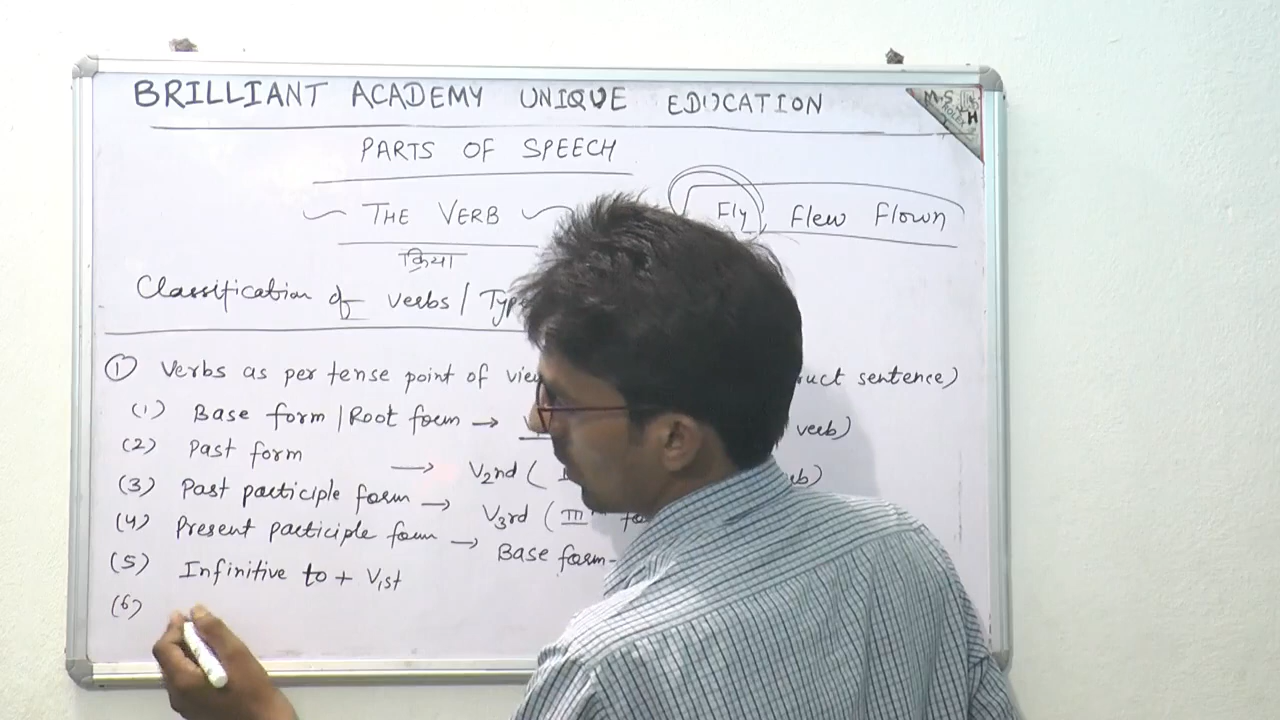 BRILLIANT ACADEMY UNIQUE EDUCATION
M.S
H
PARTS OF SPEECH
THE VERB
Fly Flew Flown
क्रिया
Classification of verbs / Typ
① Verbs as per tense point of vie uct sentence)
(1) Base form / Root form → verb)
(2) Past form → V2nd (
(3) Past participle form → V3rd (III
(4) Present participle form → Base form
(5) Infinitive to + V1st
(6)